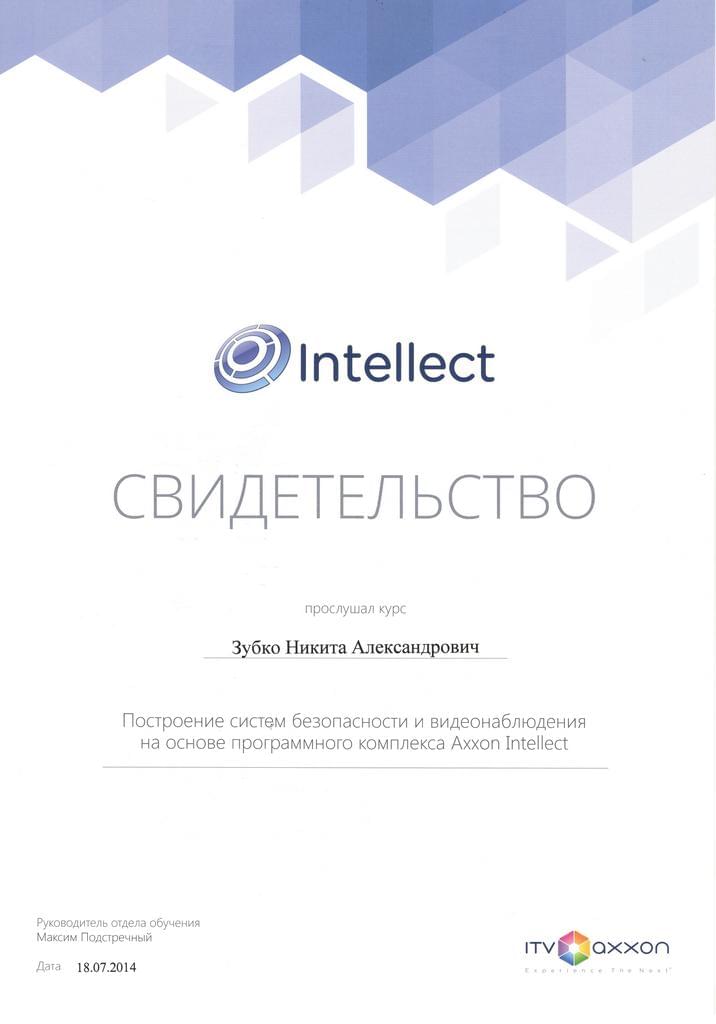 Intellect
СВИДЕТЕЛЬСТВО
прослушал курс
Зубко Никита Александрович
Построение систем безопасности и видеонаблюдения
на основе программного комплекса Axxon Intellect
Руководитель отдела обучения
Максим Подстречный
Дата 18.07.2014
ITV axxon
Experience The Next™